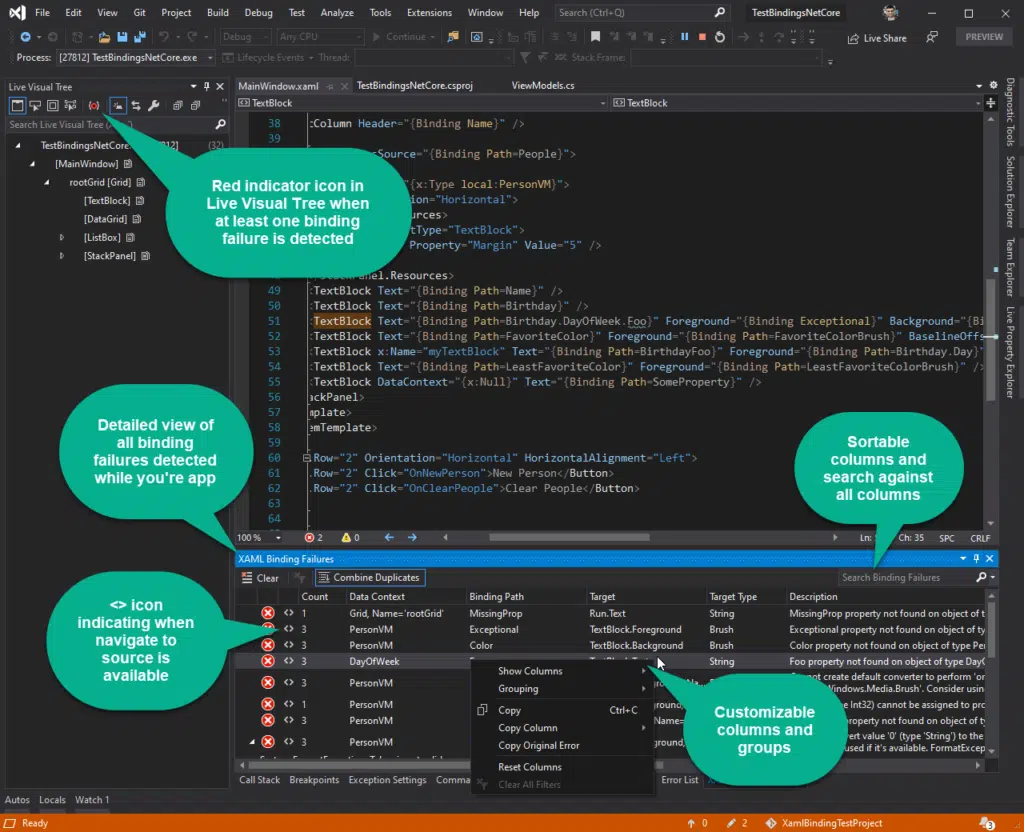 File Edit View Git Project Build Debug Test Analyze Tools Extensions Window Help Search (Ctrl+Q) TestBindingsNetCore
Debug Any CPU Continue Live Share PREVIEW
Process: [27812] TestBindingsNetCore.exe Lifecycle Events Thread: Stack Frame:
Live Visual Tree
Search Live Visual Tree
TestBindingsNetCore (32)
[MainWindow]
rootGrid [Grid]
[TextBlock]
[DataGrid]
[ListBox]
[StackPanel]
Red indicator icon in
Live Visual Tree when
at least one binding
failure is detected
MainWindow.xaml TestBindingsNetCore.csproj ViewModels.cs
TextBlock TextBlock
38 :Column Header="{Binding Name}" />
39
Source="{Binding Path=People}">
{x:Type local:PersonVM}">
ion="Horizontal">
ources>
tType="TextBlock">
Property="Margin" Value="5" />
.Resources>
49 :TextBlock Text="{Binding Path=Name}" />
50 :TextBlock Text="{Binding Path=Birthday}" />
51 :TextBlock Text="{Binding Path=Birthday.DayOfWeek.Foo}" Foreground="{Binding Exceptional}" Background="{Bi
52 :TextBlock Text="{Binding Path=FavoriteColor}" Foreground="{Binding Path=FavoriteColorBrush}" BaselineOffs
53 :TextBlock x:Name="myTextBlock" Text="{Binding Path=BirthdayFoo}" Foreground="{Binding Path=Birthday.Day}"
54 :TextBlock Text="{Binding Path=LeastFavoriteColor}" Foreground="{Binding Path=LeastFavoriteColorBrush}" />
55 :TextBlock DataContext="{x:Null}" Text="{Binding Path=SomeProperty}" />
56 ackPanel>
57 mplate>
58 emTemplate>
59
60 .Row="2" Orientation="Horizontal" HorizontalAlignment="Left">
61 .Row="2" Click="OnNewPerson">New Person</Button>
62 .Row="2" Click="OnClearPeople">Clear People</Button>
63
64
100 % 2 0 Ch: 35 SPC CRLF
Diagnostic Tools
Solution Explorer
Team Explorer
Live Property Explorer
Detailed view of
all binding
failures detected
while you're app
Sortable
columns and
search against
all columns
XAML Binding Failures
Clear Combine Duplicates Search Binding Failures
Count Data Context Binding Path Target Target Type Description
1 Grid, Name='rootGrid' MissingProp Run.Text String MissingProp property not found on object of t
3 PersonVM Exceptional TextBlock.Foreground Brush Exceptional property not found on object of ty
3 PersonVM Color TextBlock.Background Brush Color property not found on object of type Per
3 DayOfWeek String Foo property not found on object of type DayO
3 PersonVM nnot create default converter to perform 'or
Windows.Media.Brush'. Consider using
1 PersonVM Int32) cannot be assigned to pro
3 PersonVM property not found on object of t
3 PersonVM vert value '0' (type 'String') to the
used if it's available. FormatExcep
<> icon
indicating when
navigate to
source is
available
Show Columns
Grouping
Copy Ctrl+C
Copy Column
Copy Original Error
Reset Columns
Clear All Filters
Customizable
columns and
groups
Call Stack Breakpoints Exception Settings Comma Error List
Autos Locals Watch 1
Ready 0 2 XamlBindingTestProject 3